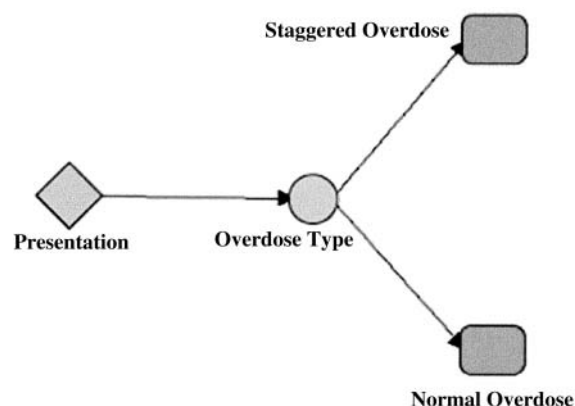 Staggered Overdose
Presentation
Overdose Type
Normal Overdose